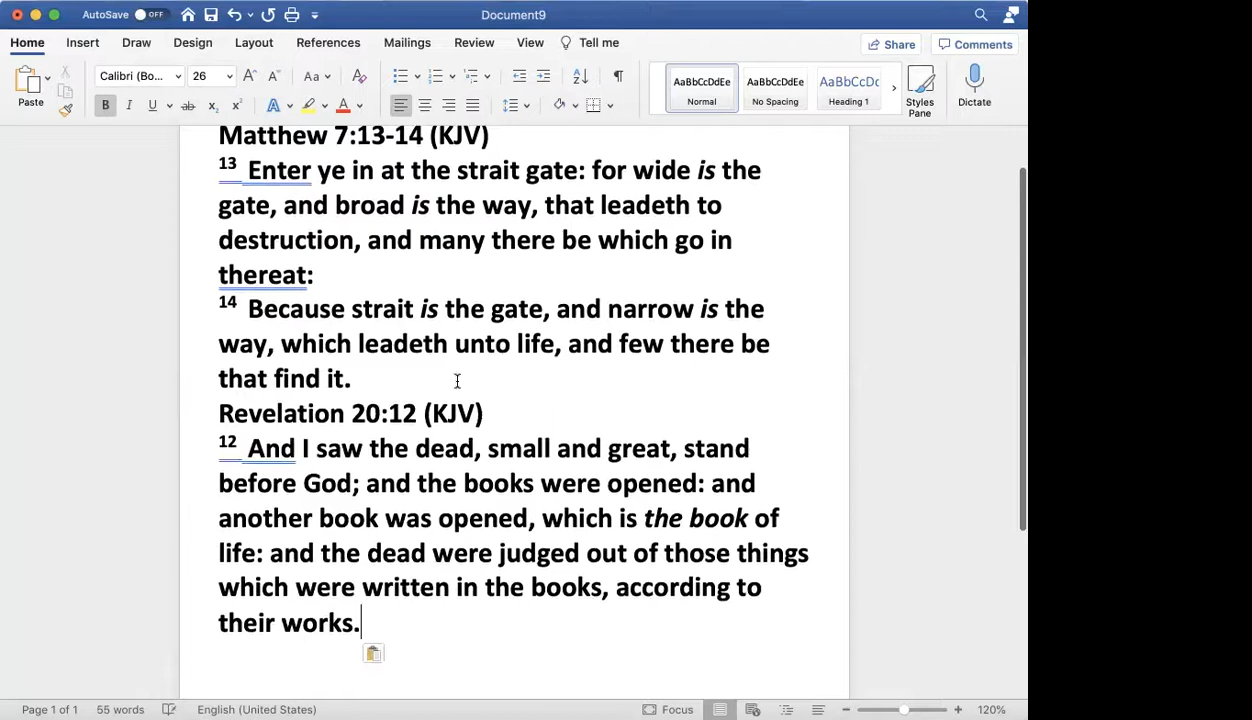 AutoSave OFF Document9
Home Insert Draw Design Layout References Mailings Review View Tell me Share Comments
Calibri (Bo... 26 Aa AaBbCcDdEe AaBbCcDdEe AaBbCcDc
Paste B I U ab x₂ x² A A Normal No Spacing Heading 1 Styles Pane Dictate
Matthew 7:13-14 (KJV)
13 Enter ye in at the strait gate: for wide is the
gate, and broad is the way, that leadeth to
destruction, and many there be which go in
thereat:
14 Because strait is the gate, and narrow is the
way, which leadeth unto life, and few there be
that find it.
Revelation 20:12 (KJV)
12 And I saw the dead, small and great, stand
before God; and the books were opened: and
another book was opened, which is the book of
life: and the dead were judged out of those things
which were written in the books, according to
their works.
Page 1 of 1 55 words English (United States) Focus 120%